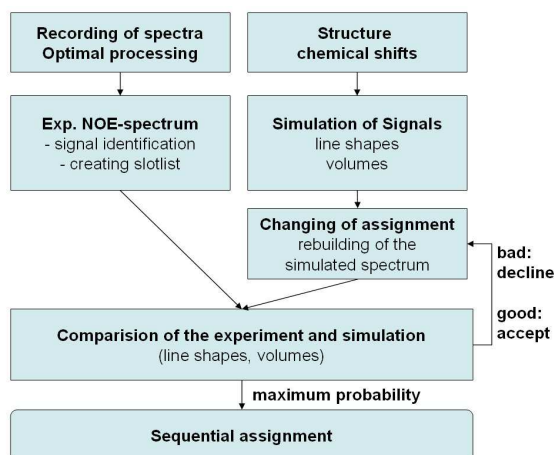 Recording of spectra
Optimal processing
Structure
chemical shifts
Exp. NOE-spectrum
- signal identification
- creating slotlist
Simulation of Signals
line shapes
volumes
Changing of assignment
rebuilding of the
simulated spectrum
bad:
decline
good:
accept
Comparision of the experiment and simulation
(line shapes, volumes)
maximum probability
Sequential assignment